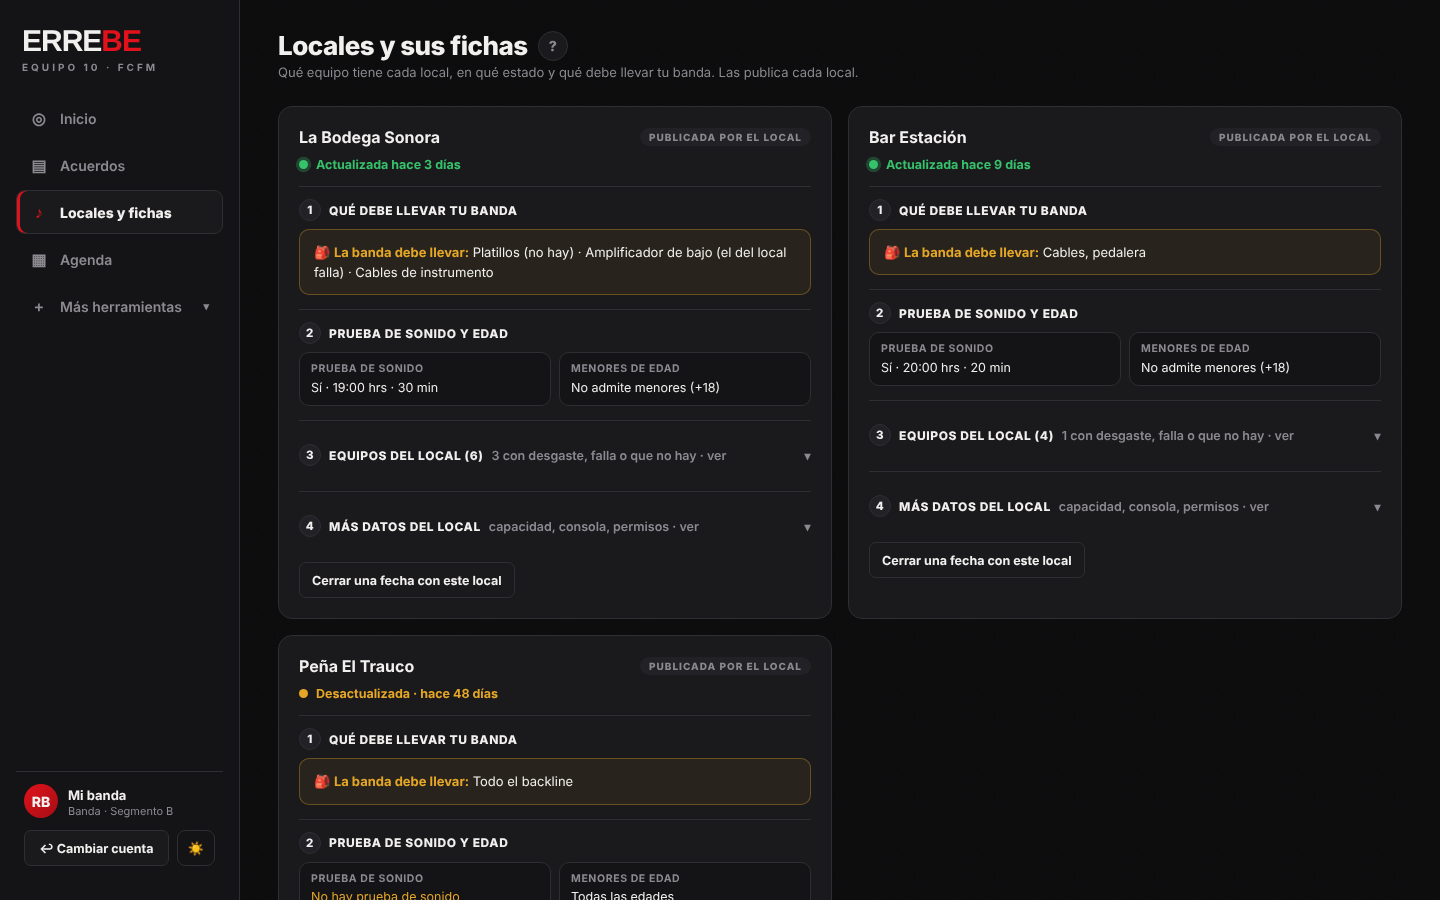 ERREBE
EQUIPO 10 · FCFM
Inicio
Acuerdos
Locales y fichas
Agenda
+ Más herramientas ▾
RB
Mi banda
Banda · Segmento B
↩ Cambiar cuenta
Locales y sus fichas ?
Qué equipo tiene cada local, en qué estado y qué debe llevar tu banda. Las publica cada local.
La Bodega Sonora PUBLICADA POR EL LOCAL
Actualizada hace 3 días
1 QUÉ DEBE LLEVAR TU BANDA
🎒 La banda debe llevar: Platillos (no hay) · Amplificador de bajo (el del local
falla) · Cables de instrumento
2 PRUEBA DE SONIDO Y EDAD
PRUEBA DE SONIDO
Sí · 19:00 hrs · 30 min
MENORES DE EDAD
No admite menores (+18)
3 EQUIPOS DEL LOCAL (6) 3 con desgaste, falla o que no hay · ver ▾
4 MÁS DATOS DEL LOCAL capacidad, consola, permisos · ver ▾
Cerrar una fecha con este local
Bar Estación PUBLICADA POR EL LOCAL
Actualizada hace 9 días
1 QUÉ DEBE LLEVAR TU BANDA
🎒 La banda debe llevar: Cables, pedalera
2 PRUEBA DE SONIDO Y EDAD
PRUEBA DE SONIDO
Sí · 20:00 hrs · 20 min
MENORES DE EDAD
No admite menores (+18)
3 EQUIPOS DEL LOCAL (4) 1 con desgaste, falla o que no hay · ver ▾
4 MÁS DATOS DEL LOCAL capacidad, consola, permisos · ver ▾
Cerrar una fecha con este local
Peña El Trauco PUBLICADA POR EL LOCAL
Desactualizada · hace 48 días
1 QUÉ DEBE LLEVAR TU BANDA
🎒 La banda debe llevar: Todo el backline
2 PRUEBA DE SONIDO Y EDAD
PRUEBA DE SONIDO
No hay prueba de sonido
MENORES DE EDAD
Todas las edades